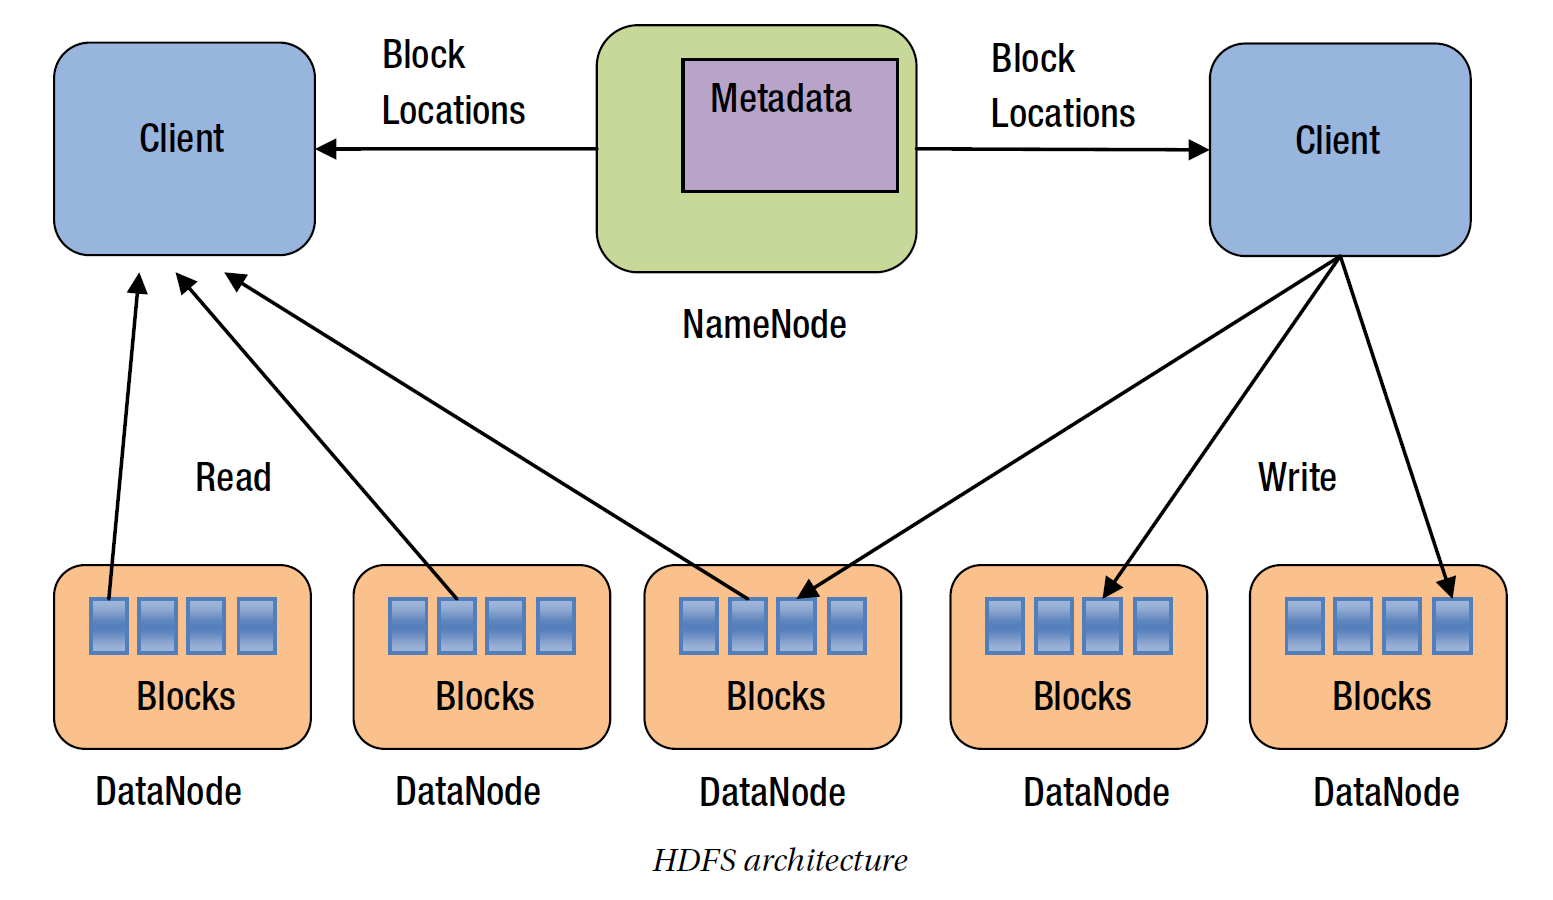 Client
Block
Locations
Metadata
Block
Locations
Client
NameNode
Read
Write
Blocks
Blocks
Blocks
Blocks
Blocks
DataNode
DataNode
DataNode
DataNode
DataNode
HDFS architecture